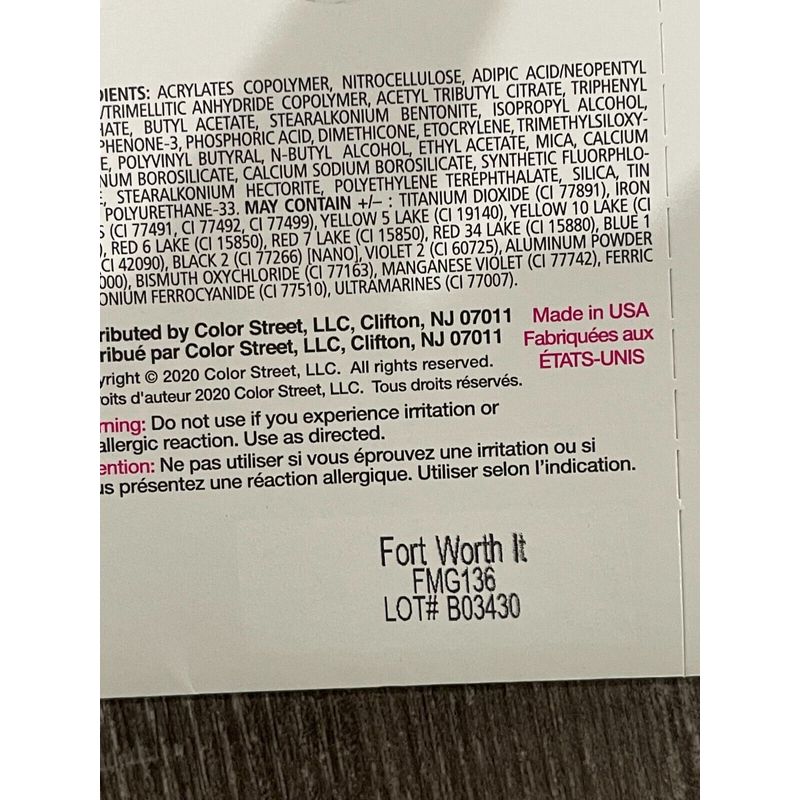 DIENTS: ACRYLATES COPOLYMER, NITROCELLULOSE, ADIPIC ACID/NEOPENTYL
/TRIMELLITIC ANHYDRIDE COPOLYMER, ACETYL TRIBUTYL CITRATE, TRIPHENYL
HATE, BUTYL ACETATE, STEARALKONIUM BENTONITE, ISOPROPYL ALCOHOL,
PHENONE-3, PHOSPHORIC ACID, DIMETHICONE, ETOCRYLENE, TRIMETHYLSILOXY-
E, POLYVINYL BUTYRAL, N-BUTYL ALCOHOL, ETHYL ACETATE, MICA, CALCIUM
NUM BOROSILICATE, CALCIUM SODIUM BOROSILICATE, SYNTHETIC FLUORPHLO-
E, STEARALKONIUM HECTORITE, POLYETHYLENE TEREPHTHALATE, SILICA, TIN
POLYURETHANE-33. MAY CONTAIN +/– : TITANIUM DIOXIDE (CI 77891), IRON
S (CI 77491, CI 77492, CI 77499), YELLOW 5 LAKE (CI 19140), YELLOW 10 LAKE (CI
), RED 6 LAKE (CI 15850), RED 7 LAKE (CI 15850), RED 34 LAKE (CI 15880), BLUE 1
CI 42090), BLACK 2 (CI 77266) [NANO], VIOLET 2 (CI 60725), ALUMINUM POWDER
000), BISMUTH OXYCHLORIDE (CI 77163), MANGANESE VIOLET (CI 77742), FERRIC
ONIUM FERROCYANIDE (CI 77510), ULTRAMARINES (CI 77007).
ributed by Color Street, LLC, Clifton, NJ 07011
ribué par Color Street, LLC, Clifton, NJ 07011
Made in USA
Fabriquées aux
ÉTATS-UNIS
yright © 2020 Color Street, LLC. All rights reserved.
oits d'auteur 2020 Color Street, LLC. Tous droits réservés.
rning: Do not use if you experience irritation or
allergic reaction. Use as directed.
ention: Ne pas utiliser si vous éprouvez une irritation ou si
us présentez une réaction allergique. Utiliser selon l'indication.
Fort Worth It
FMG136
LOT# B03430